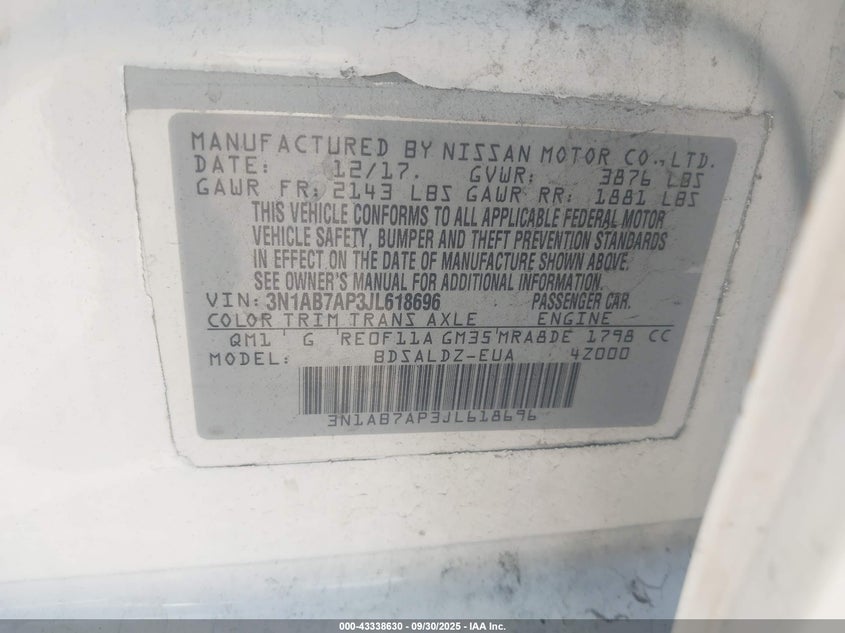 MANUFACTURED BY NISSAN MOTOR CO.,LTD.
DATE: 12/17. GVWR: 3876 LBS
GAWR FR: 2143 LBS GAWR RR: 1881 LBS
THIS VEHICLE CONFORMS TO ALL APPLICABLE FEDERAL MOTOR
VEHICLE SAFETY, BUMPER AND THEFT PREVENTION STANDARDS
IN EFFECT ON THE DATE OF MANUFACTURE SHOWN ABOVE.
SEE OWNER'S MANUAL FOR ADDITIONAL INFORMATION.
VIN: 3N1AB7AP3JL618696 PASSENGER CAR.
COLOR TRIM TRANS AXLE ENGINE
QM1 G RE0F11A GM35 MRA8DE 1798 CC
MODEL: BDSALDZ-EUA 4Z000
3N1AB7AP3JL618696
000-43338630 - 09/30/2025 - IAA Inc.